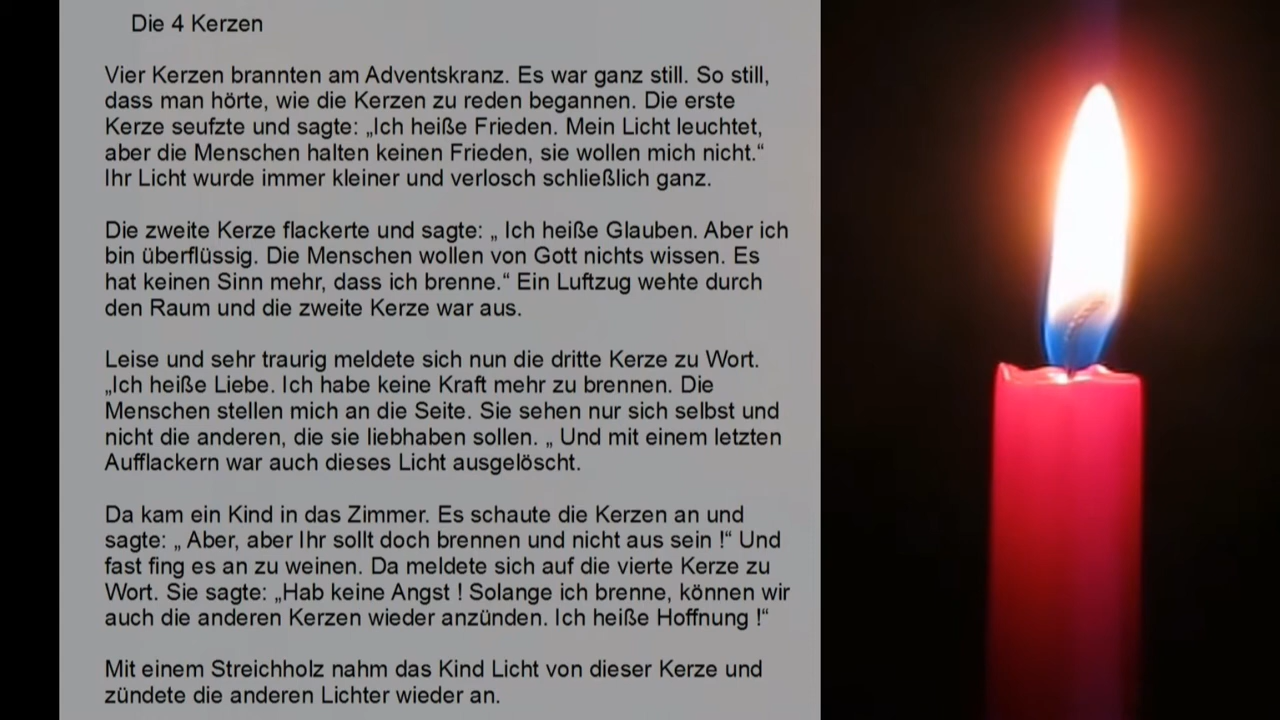 Die 4 Kerzen
Vier Kerzen brannten am Adventskranz. Es war ganz still. So still,
dass man hörte, wie die Kerzen zu reden begannen. Die erste
Kerze seufzte und sagte: „Ich heiße Frieden. Mein Licht leuchtet,
aber die Menschen halten keinen Frieden, sie wollen mich nicht.“
Ihr Licht wurde immer kleiner und verlosch schließlich ganz.
Die zweite Kerze flackerte und sagte: „ Ich heiße Glauben. Aber ich
bin überflüssig. Die Menschen wollen von Gott nichts wissen. Es
hat keinen Sinn mehr, dass ich brenne.“ Ein Luftzug wehte durch
den Raum und die zweite Kerze war aus.
Leise und sehr traurig meldete sich nun die dritte Kerze zu Wort.
„Ich heiße Liebe. Ich habe keine Kraft mehr zu brennen. Die
Menschen stellen mich an die Seite. Sie sehen nur sich selbst und
nicht die anderen, die sie liebhaben sollen. „ Und mit einem letzten
Aufflackern war auch dieses Licht ausgelöscht.
Da kam ein Kind in das Zimmer. Es schaute die Kerzen an und
sagte: „ Aber, aber Ihr sollt doch brennen und nicht aus sein !“ Und
fast fing es an zu weinen. Da meldete sich auf die vierte Kerze zu
Wort. Sie sagte: „Hab keine Angst ! Solange ich brenne, können wir
auch die anderen Kerzen wieder anzünden. Ich heiße Hoffnung !“
Mit einem Streichholz nahm das Kind Licht von dieser Kerze und
zündete die anderen Lichter wieder an.